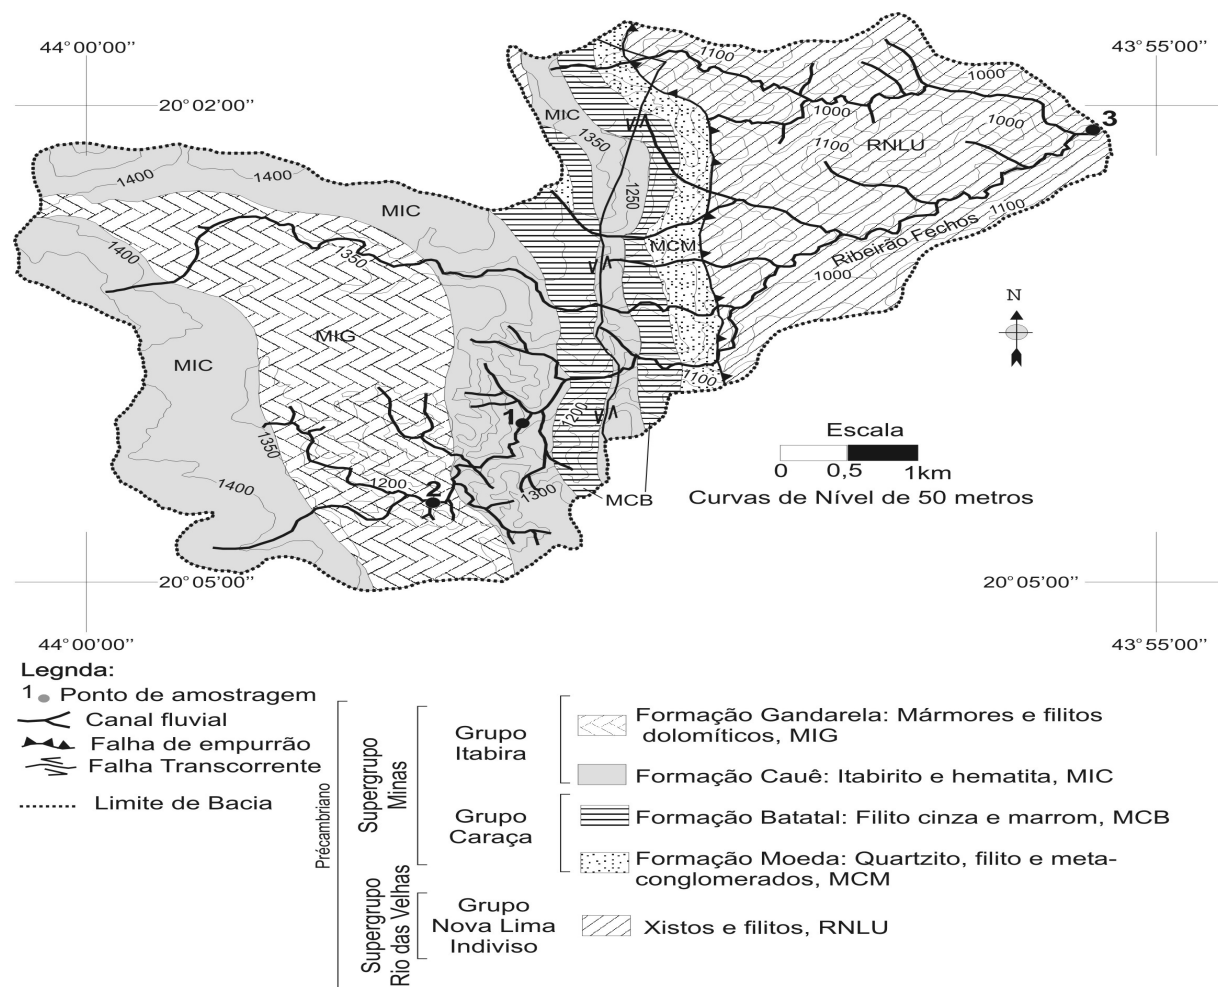 44°00’00’’
43°55’00’’
20°02’00’’
1100
1000
1000
1000
3
MIC
1350
1100
RNLU
1400
1400
MIC
1250
1100
Ribeirão Fechos
MCM
1000
1400
1350
N
MIC
MIG
1100
1
1200
1350
Escala
0 0,5 1km
Curvas de Nível de 50 metros
1400
1200
2
1300
MCB
20°05’00’’
20°05’’00’’
44°00’00’’
43°55’00’’
Legnda:
1 Ponto de amostragem
Canal fluvial
Falha de empurrão
Falha Transcorrente
Limite de Bacia
Précambriano
Supergrupo
Minas
Grupo
Itabira
Formação Gandarela: Mármores e filitos
dolomíticos, MIG
Formação Cauê: Itabirito e hematita, MIC
Grupo
Caraça
Formação Batatal: Filito cinza e marrom, MCB
Formação Moeda: Quartzito, filito e meta-
conglomerados, MCM
Supergrupo
Rio das Velhas
Grupo
Nova Lima
Indiviso
Xistos e filitos, RNLU